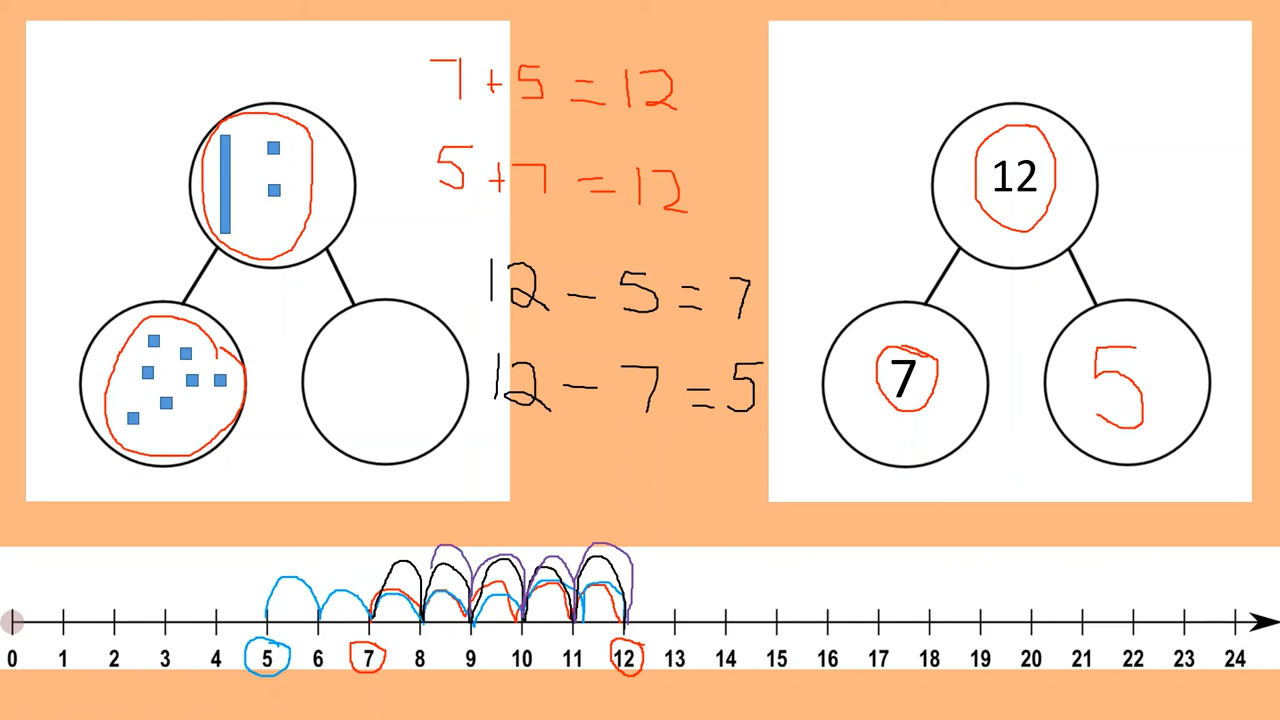 7 + 5 = 12
5 + 7 = 12
12 - 5 = 7
12 - 7 = 5
12
7
5
0 1 2 3 4 5 6 7 8 9 10 11 12 13 14 15 16 17 18 19 20 21 22 23 24